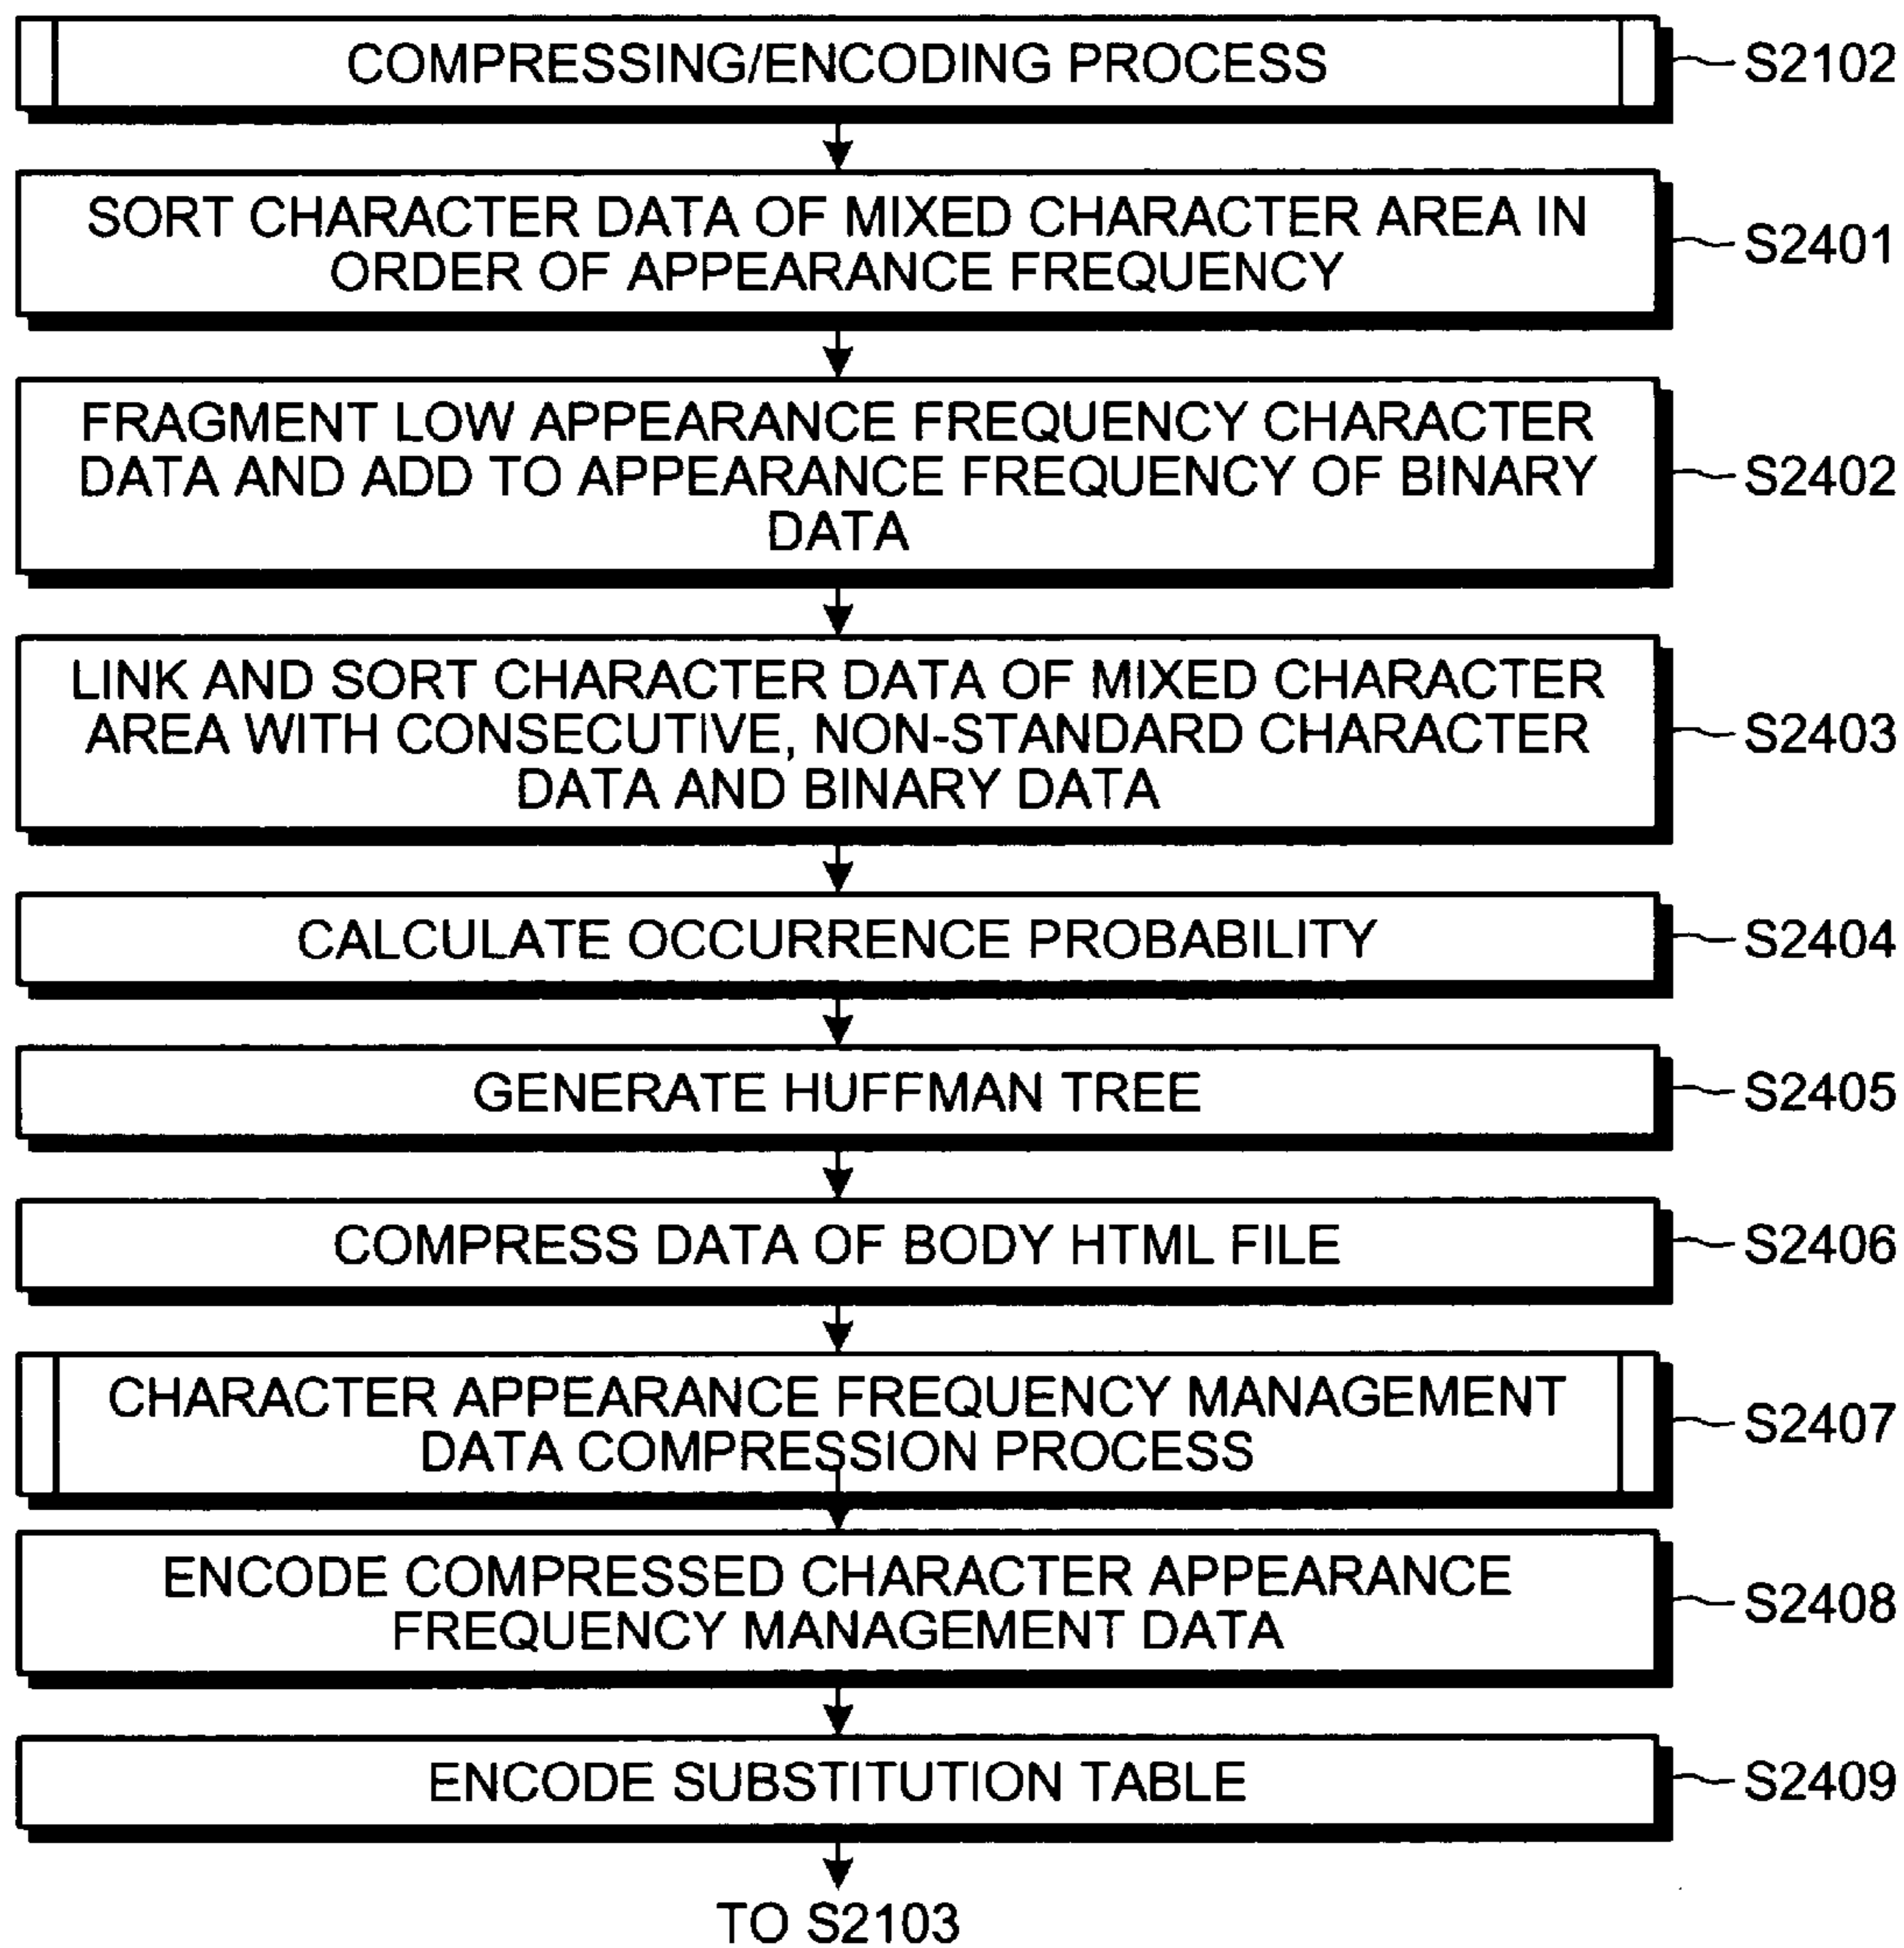 COMPRESSING/ENCODING PROCESS
S2102
SORT CHARACTER DATA OF MIXED CHARACTER AREA IN
ORDER OF APPEARANCE FREQUENCY
S2401
FRAGMENT LOW APPEARANCE FREQUENCY CHARACTER
DATA AND ADD TO APPEARANCE FREQUENCY OF BINARY
DATA
S2402
LINK AND SORT CHARACTER DATA OF MIXED CHARACTER
AREA WITH CONSECUTIVE, NON-STANDARD CHARACTER
DATA AND BINARY DATA
S2403
CALCULATE OCCURRENCE PROBABILITY
S2404
GENERATE HUFFMAN TREE
S2405
COMPRESS DATA OF BODY HTML FILE
S2406
CHARACTER APPEARANCE FREQUENCY MANAGEMENT
DATA COMPRESSION PROCESS
S2407
ENCODE COMPRESSED CHARACTER APPEARANCE
FREQUENCY MANAGEMENT DATA
S2408
ENCODE SUBSTITUTION TABLE
S2409
TO S2103